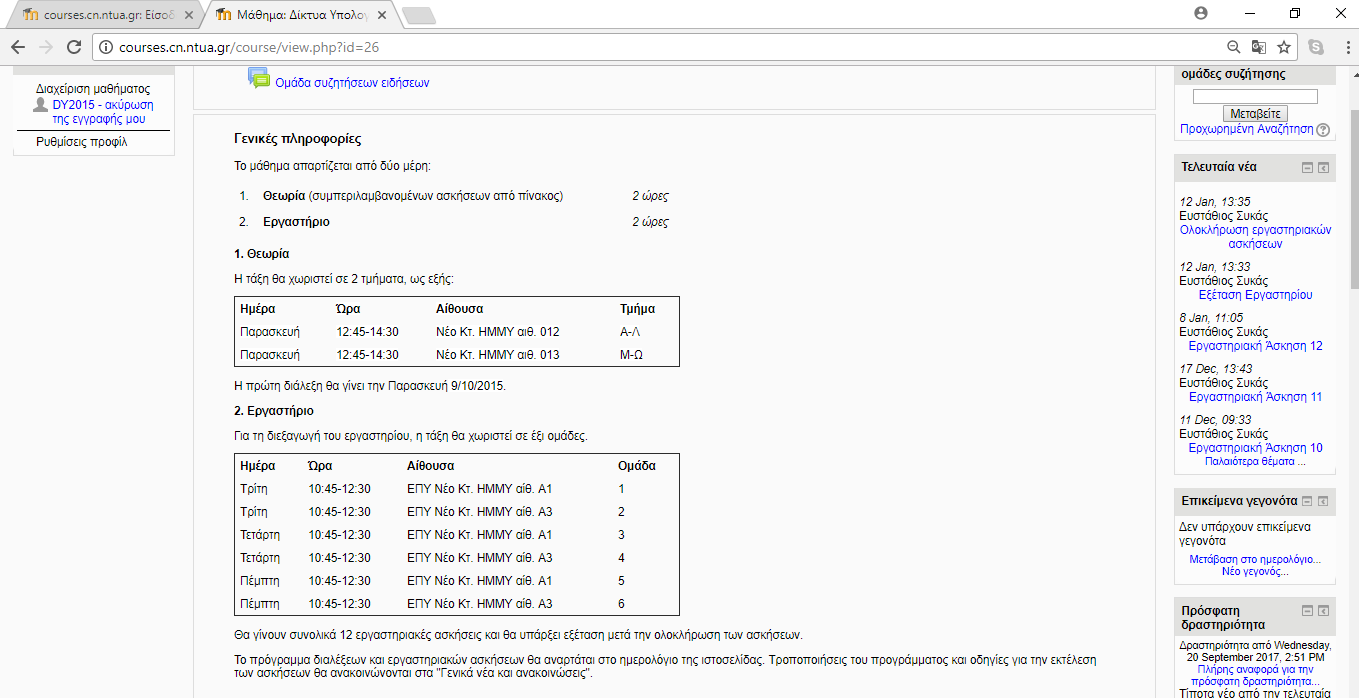 courses.cn.ntua.gr: Είσοδ
Μάθημα: Δίκτυα Υπολογ
courses.cn.ntua.gr/course/view.php?id=26
Διαχείριση μαθήματος
DY2015 - ακύρωση
της εγγραφής μου
Ρυθμίσεις προφίλ
Ομάδα συζητήσεων ειδήσεων
Γενικές πληροφορίες
Το μάθημα απαρτίζεται από δύο μέρη:
1. Θεωρία (συμπεριλαμβανομένων ασκήσεων από πίνακος) 2 ώρες
2. Εργαστήριο 2 ώρες
1. Θεωρία
Η τάξη θα χωριστεί σε 2 τμήματα, ως εξής:
Ημέρα Ώρα Αίθουσα Τμήμα
Παρασκευή 12:45-14:30 Νέο Κτ. ΗΜΜΥ αιθ. 012 Α-Λ
Παρασκευή 12:45-14:30 Νέο Κτ. ΗΜΜΥ αιθ. 013 Μ-Ω
Η πρώτη διάλεξη θα γίνει την Παρασκευή 9/10/2015.
2. Εργαστήριο
Για τη διεξαγωγή του εργαστηρίου, η τάξη θα χωριστεί σε έξι ομάδες.
Ημέρα Ώρα Αίθουσα Ομάδα
Τρίτη 10:45-12:30 ΕΠΥ Νέο Κτ. ΗΜΜΥ αίθ. Α1 1
Τρίτη 10:45-12:30 ΕΠΥ Νέο Κτ. ΗΜΜΥ αίθ. Α3 2
Τετάρτη 10:45-12:30 ΕΠΥ Νέο Κτ. ΗΜΜΥ αίθ. Α1 3
Τετάρτη 10:45-12:30 ΕΠΥ Νέο Κτ. ΗΜΜΥ αίθ. Α3 4
Πέμπτη 10:45-12:30 ΕΠΥ Νέο Κτ. ΗΜΜΥ αίθ. Α1 5
Πέμπτη 10:45-12:30 ΕΠΥ Νέο Κτ. ΗΜΜΥ αίθ. Α3 6
Θα γίνουν συνολικά 12 εργαστηριακές ασκήσεις και θα υπάρξει εξέταση μετά την ολοκλήρωση των ασκήσεων.
Το πρόγραμμα διαλέξεων και εργαστηριακών ασκήσεων θα αναρτάται στο ημερολόγιο της ιστοσελίδας. Τροποποιήσεις του προγράμματος και οδηγίες για την εκτέλεση
των ασκήσεων θα ανακοινώνονται στα "Γενικά νέα και ανακοινώσεις".
ομάδες συζήτησης
Μεταβείτε
Προχωρημένη Αναζήτηση
Τελευταία νέα
12 Jan, 13:35
Ευστάθιος Συκάς
Ολοκλήρωση εργαστηριακών
ασκήσεων
12 Jan, 13:33
Ευστάθιος Συκάς
Εξέταση Εργαστηρίου
8 Jan, 11:05
Ευστάθιος Συκάς
Εργαστηριακή Άσκηση 12
17 Dec, 13:43
Ευστάθιος Συκάς
Εργαστηριακή Άσκηση 11
11 Dec, 09:33
Ευστάθιος Συκάς
Εργαστηριακή Άσκηση 10
Παλαιότερα θέματα ...
Επικείμενα γεγονότα
Δεν υπάρχουν επικείμενα
γεγονότα
Μετάβαση στο ημερολόγιο...
Νέο γεγονός...
Πρόσφατη
δραστηριότητα
Δραστηριότητα από Wednesday,
20 September 2017, 2:51 PM
Πλήρης αναφορά για την
πρόσφατη δραστηριότητα...
Τίποτα νέο από την τελευταία